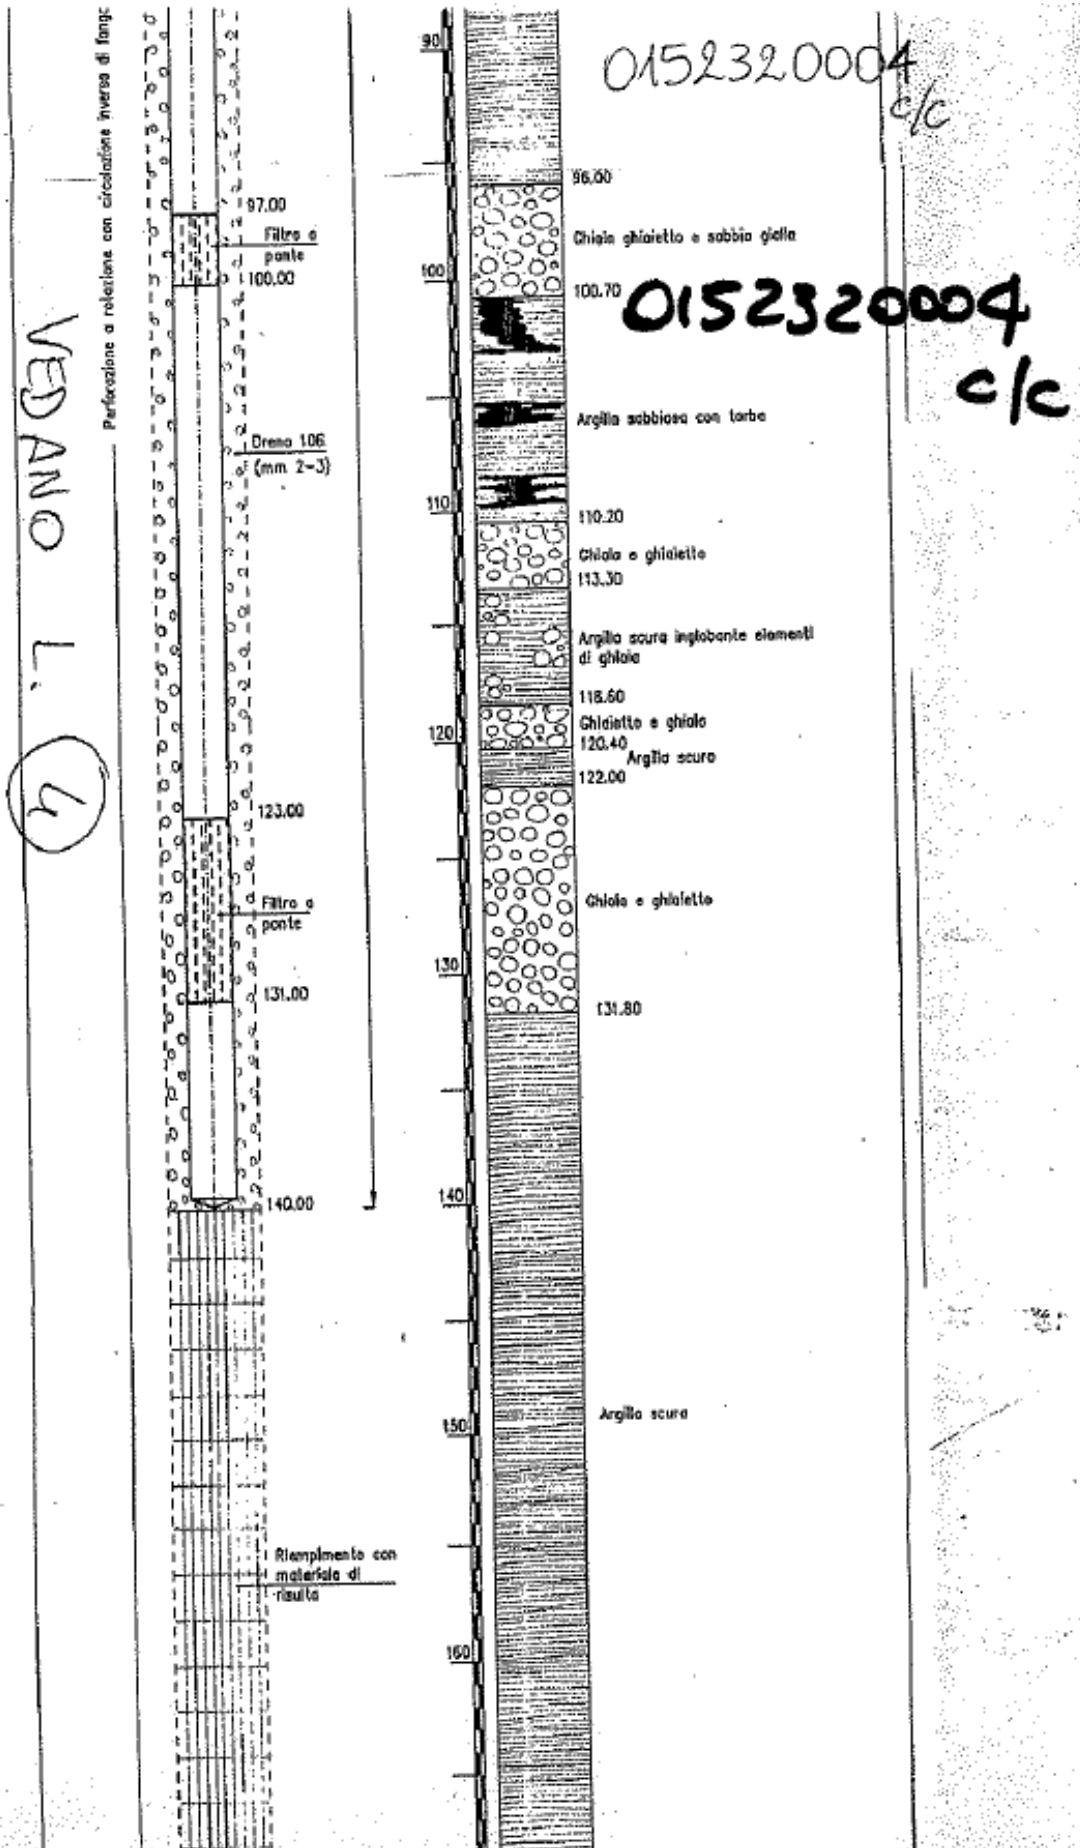 Perforazione a rotazione con circolazione inversa di fango
VEDANO L. 4
97.00
Filtro a
ponte
100.00
Dreno 106
(mm 2-3)
123.00
Filtro a
ponte
131.00
140.00
Riempimento con
materiale di
risulta
90
100
110
120
130
140
150
160
0152320004
c/c
96.00
Ghiaia ghiaietto e sabbia gialla
100.70
0152320004
c/c
Argilla sabbiosa con torba
110.20
Ghiaia e ghiaietto
113.30
Argilla scura inglobante elementi
di ghiaia
118.60
Ghiaietto e ghiaia
120.40
Argilla scura
122.00
Ghiaia e ghiaietto
131.80
Argilla scura